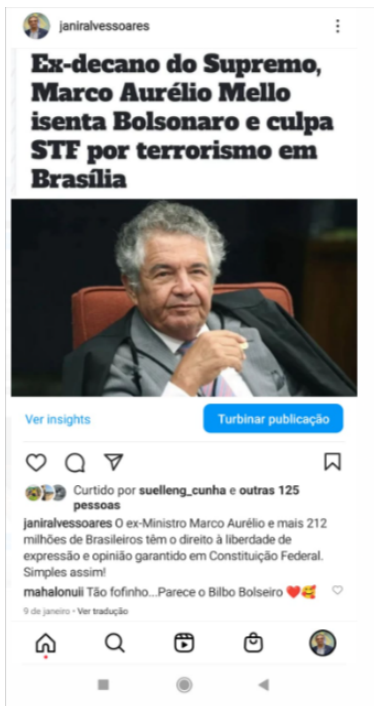 janiralvessoares
Ex-decano do Supremo,
Marco Aurélio Mello
isenta Bolsonaro e culpa
STF por terrorismo em
Brasília
Ver insights
Turbinar publicação
Curtido por suelleng_cunha e outras 125
pessoas
janiralvessoares O ex-Ministro Marco Aurélio e mais 212
milhões de Brasileiros têm o direito à liberdade de
expressão e opinião garantido em Constituição Federal.
Simples assim!
mahalonuii Tão fofinho...Parece o Bilbo Bolseiro ❤️🥰
9 de janeiro • Ver tradução